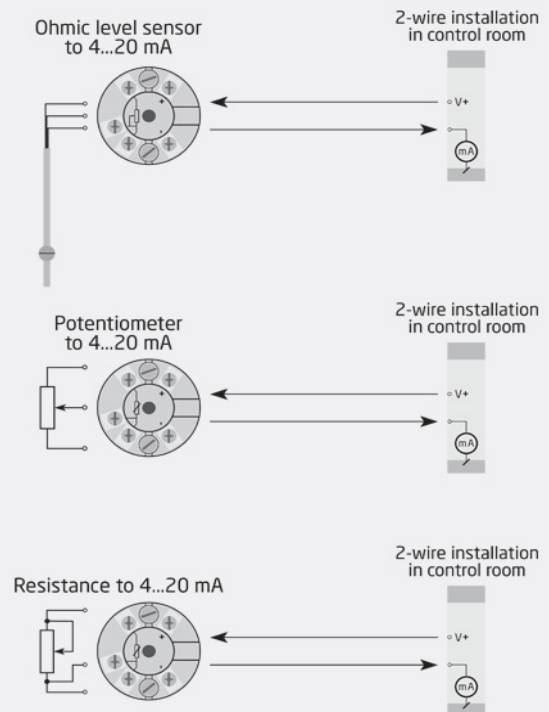 Ohmic level sensor
to 4...20 mA
2-wire installation
in control room
+
-
V+
mA
Potentiometer
to 4...20 mA
2-wire installation
in control room
+
-
V+
mA
Resistance to 4...20 mA
2-wire installation
in control room
+
-
V+
mA